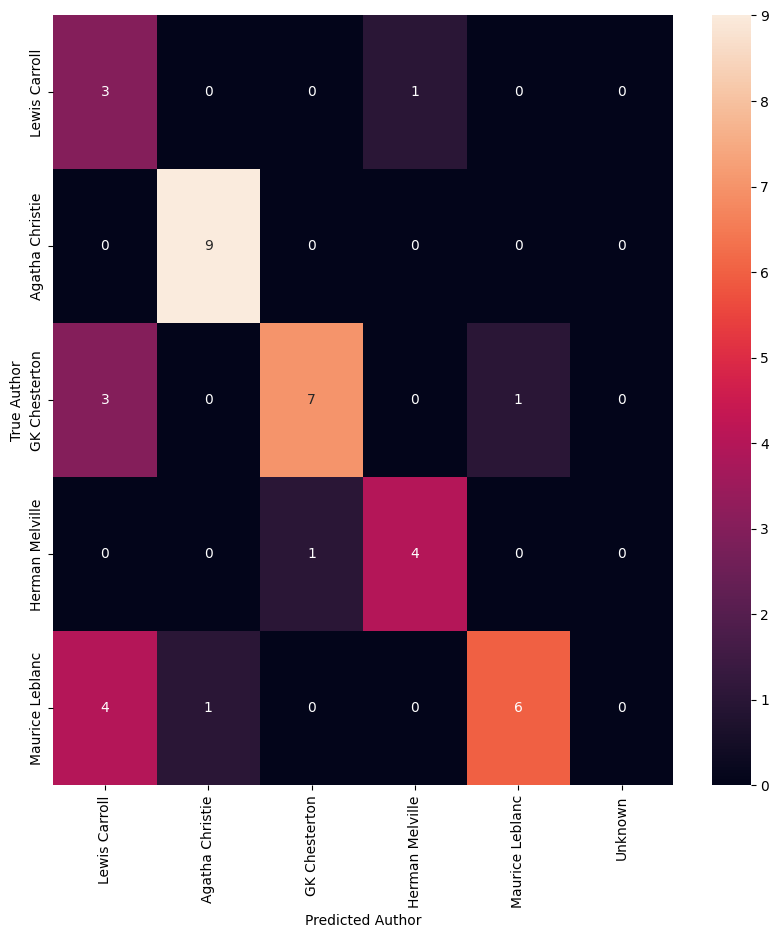 True Author
Lewis Carroll
3 0 0 1 0 0
Agatha Christie
0 9 0 0 0 0
GK Chesterton
3 0 7 0 1 0
Herman Melville
0 0 1 4 0 0
Maurice Leblanc
4 1 0 0 6 0
Lewis Carroll
Agatha Christie
GK Chesterton
Herman Melville
Maurice Leblanc
Unknown
Predicted Author
9
8
7
6
5
4
3
2
1
0